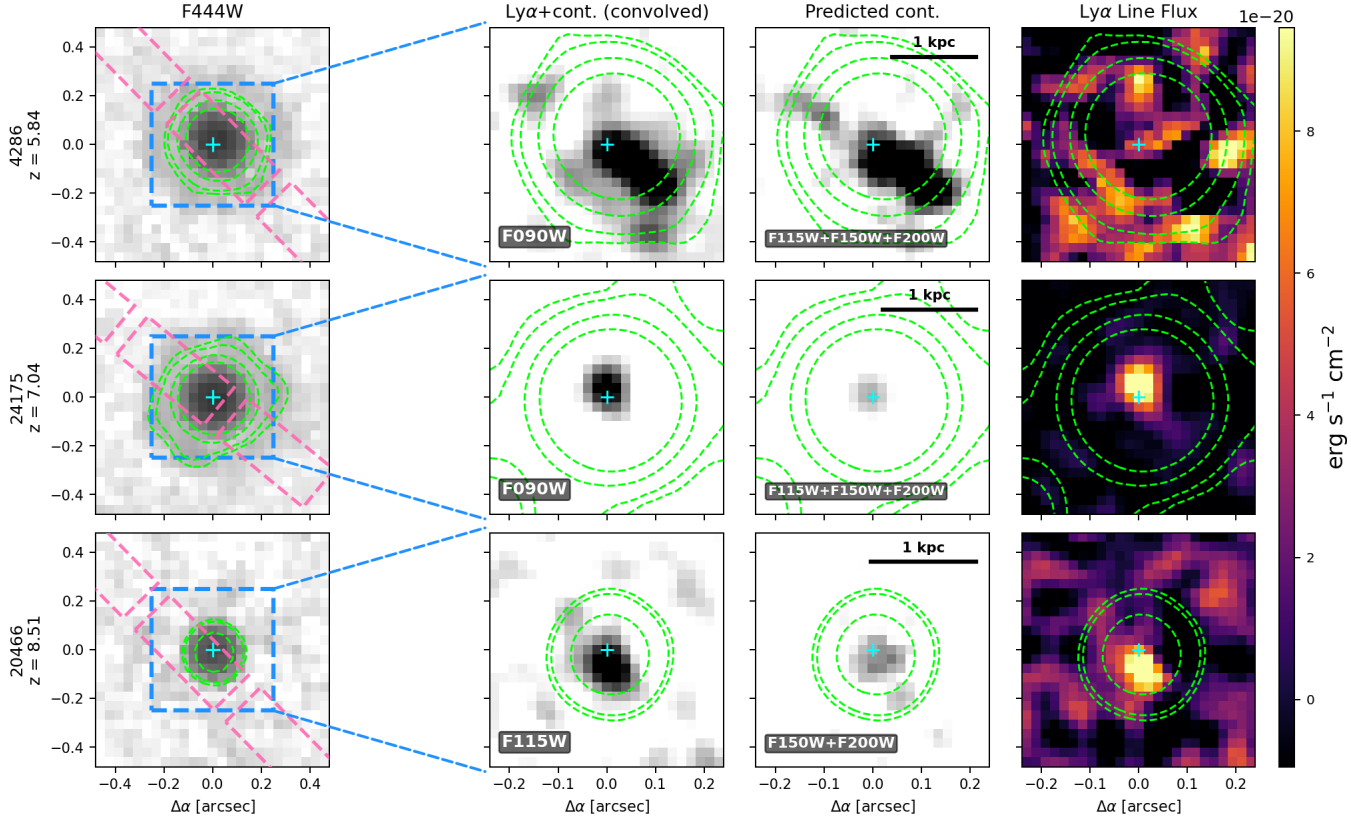 F444W
Lyα+cont. (convolved)
Predicted cont.
Lyα Line Flux
1e−20
4286
z = 5.84
0.4
0.2
0.0
−0.2
−0.4
F090W
1 kpc
F115W+F150W+F200W
24175
z = 7.04
0.4
0.2
0.0
−0.2
−0.4
F090W
1 kpc
F115W+F150W+F200W
20466
z = 8.51
0.4
0.2
0.0
−0.2
−0.4
F115W
1 kpc
F150W+F200W
−0.4 −0.2 0.0 0.2 0.4
Δα [arcsec]
−0.2 −0.1 0.0 0.1 0.2
Δα [arcsec]
−0.2 −0.1 0.0 0.1 0.2
Δα [arcsec]
−0.2 −0.1 0.0 0.1 0.2
Δα [arcsec]
8
6
4
2
0
erg s⁻¹ cm⁻²